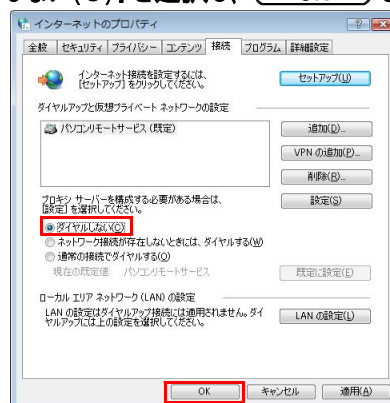 インターネットのプロパティ
全般 セキュリティ プライバシー コンテンツ 接続 プログラム 詳細設定
インターネット接続を設定するには、
[セットアップ] をクリックしてください。
セットアップ(U)
ダイヤルアップと仮想プライベート ネットワークの設定
パソコンリモートサービス (既定)
追加(D)...
VPN の追加(P)...
削除(R)...
プロキシ サーバーを構成する必要がある場合は、
[設定] を選択してください。
設定(S)
ダイヤルしない(C)
ネットワーク接続が存在しないときには、ダイヤルする(W)
通常の接続でダイヤルする(O)
現在の既定値: パソコンリモートサービス
既定に設定(E)
ローカル エリア ネットワーク (LAN) の設定
LAN の設定はダイヤルアップ接続には適用されません。ダイ
ヤルアップには上の設定を選択してください。
LAN の設定(L)
OK キャンセル 適用(A)